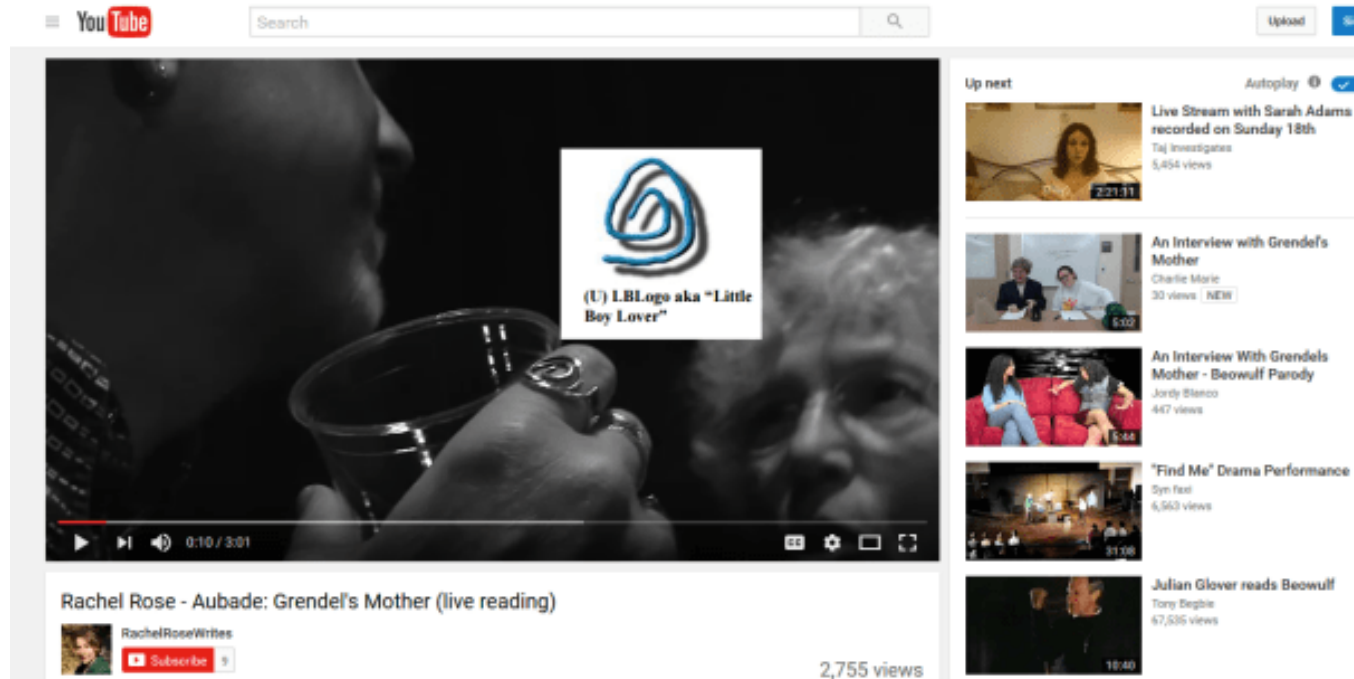 YouTube
Search
Upload
Up next
Autoplay
Live Stream with Sarah Adams
recorded on Sunday 18th
Taj Investigates
5,454 views
2:21:31
(U) LBLogo aka “Little
Boy Lover”
An Interview with Grendel's
Mother
Charlie Marie
30 views NEW
5:02
An Interview With Grendels
Mother - Beowulf Parody
Jordy Blanco
447 views
5:44
"Find Me" Drama Performance
6,563 views
31:08
CC
0:10 / 3:01
Julian Glover reads Beowulf
Tony Begbie
67,535 views
10:40
Rachel Rose - Aubade: Grendel's Mother (live reading)
RachelRoseWrites
Subscribe 9
2,755 views